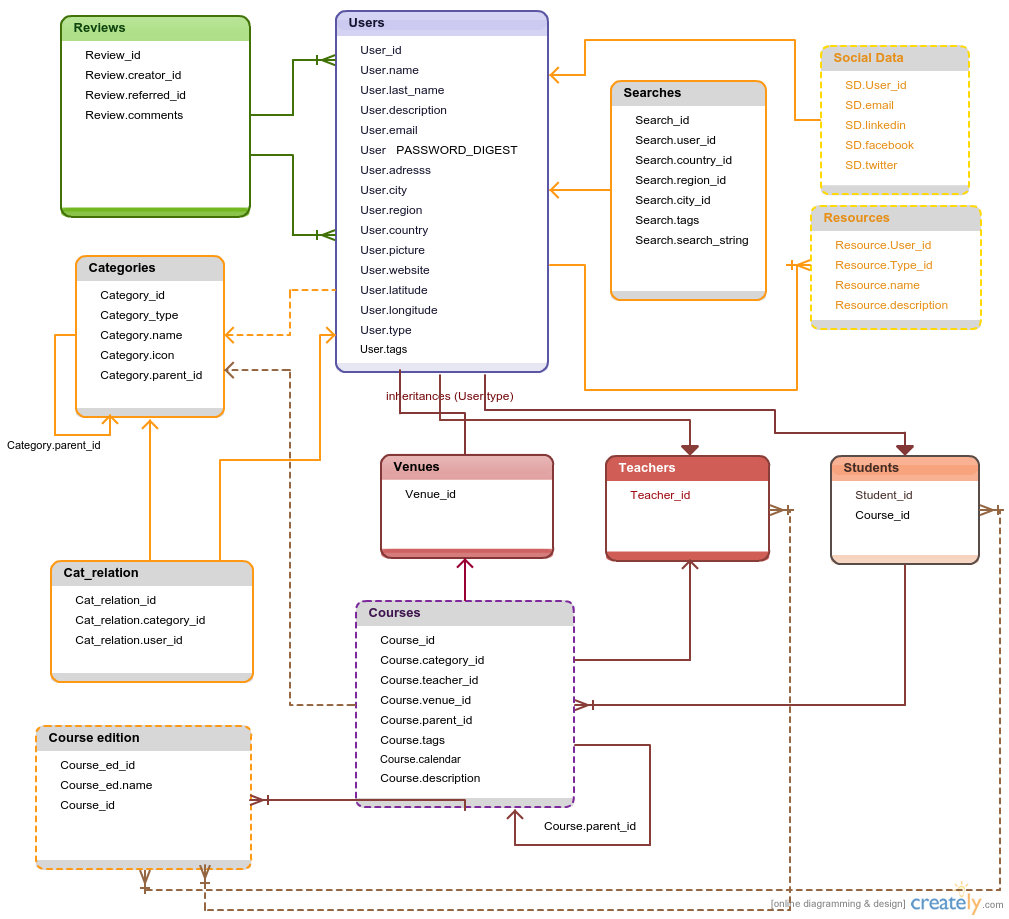 Reviews
Review_id
Review.creator_id
Review.referred_id
Review.comments
Users
User_id
User.name
User.last_name
User.description
User.email
User PASSWORD_DIGEST
User.adresss
User.city
User.region
User.country
User.picture
User.website
User.latitude
User.longitude
User.type
User.tags
Searches
Search_id
Search.user_id
Search.country_id
Search.region_id
Search.city_id
Search.tags
Search.search_string
Social Data
SD.User_id
SD.email
SD.linkedin
SD.facebook
SD.twitter
Resources
Resource.User_id
Resource.Type_id
Resource.name
Resource.description
Categories
Category_id
Category_type
Category.name
Category.icon
Category.parent_id
Category.parent_id
inheritances (User.type)
Venues
Venue_id
Teachers
Teacher_id
Students
Student_id
Course_id
Cat_relation
Cat_relation_id
Cat_relation.category_id
Cat_relation.user_id
Courses
Course_id
Course.category_id
Course.teacher_id
Course.venue_id
Course.parent_id
Course.tags
Course.calendar
Course.description
Course.parent_id
Course edition
Course_ed_id
Course_ed.name
Course_id
[online diagramming & design] creately.com